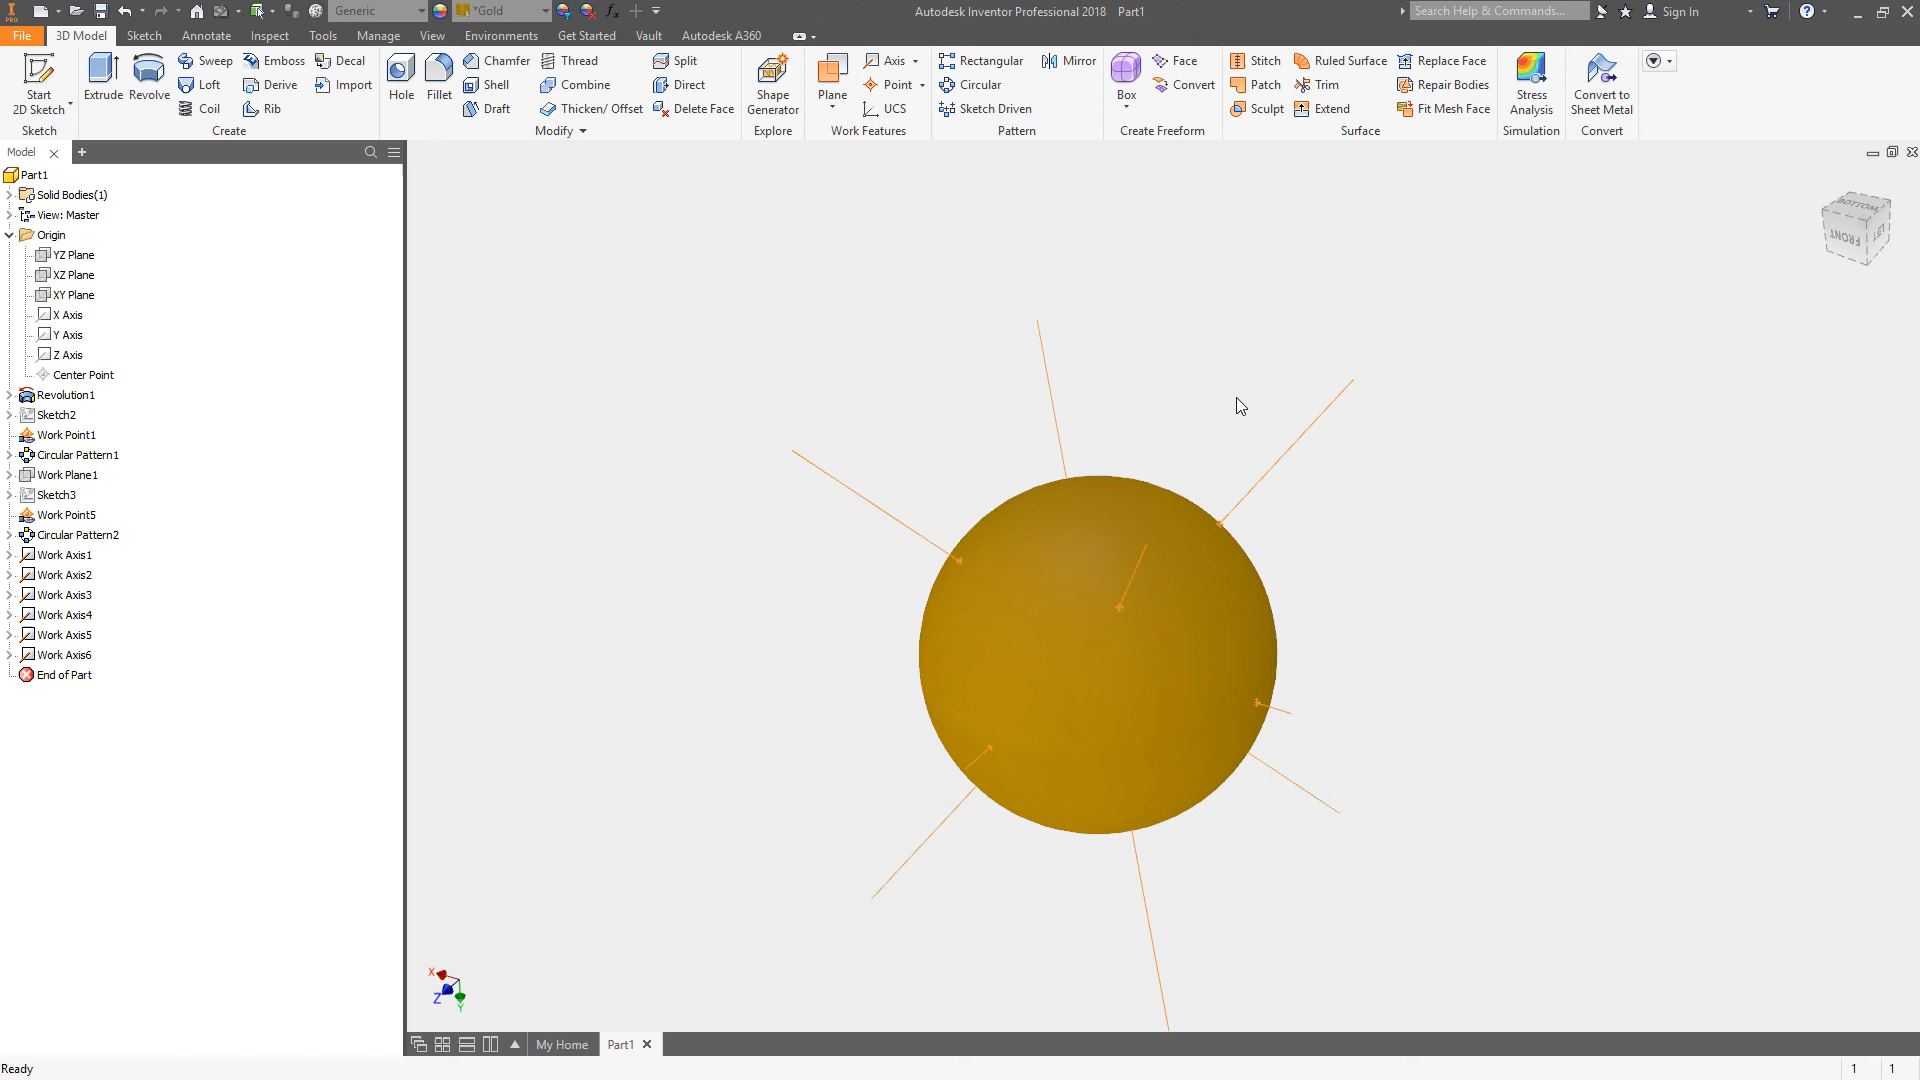 Generic
*Gold
Autodesk Inventor Professional 2018 Part1
Search Help & Commands...
Sign In
PRO
File
3D Model
Sketch
Annotate
Inspect
Tools
Manage
View
Environments
Get Started
Vault
Autodesk A360
Start
2D Sketch
Sketch
Extrude
Revolve
Sweep
Loft
Coil
Emboss
Derive
Rib
Decal
Import
Create
Hole
Fillet
Chamfer
Shell
Draft
Thread
Combine
Thicken/ Offset
Split
Direct
Delete Face
Modify
Shape
Generator
Explore
Plane
Axis
Point
UCS
Work Features
Rectangular
Circular
Sketch Driven
Mirror
Pattern
Box
Face
Convert
Create Freeform
Stitch
Patch
Sculpt
Ruled Surface
Trim
Extend
Replace Face
Repair Bodies
Fit Mesh Face
Surface
Stress
Analysis
Simulation
Convert to
Sheet Metal
Convert
Model
Part1
Solid Bodies(1)
View: Master
Origin
YZ Plane
XZ Plane
XY Plane
X Axis
Y Axis
Z Axis
Center Point
Revolution1
Sketch2
Work Point1
Circular Pattern1
Work Plane1
Sketch3
Work Point5
Circular Pattern2
Work Axis1
Work Axis2
Work Axis3
Work Axis4
Work Axis5
Work Axis6
End of Part
BOTTOM
FRONT
LEFT
X
Z
Y
My Home
Part1
Ready
1
1